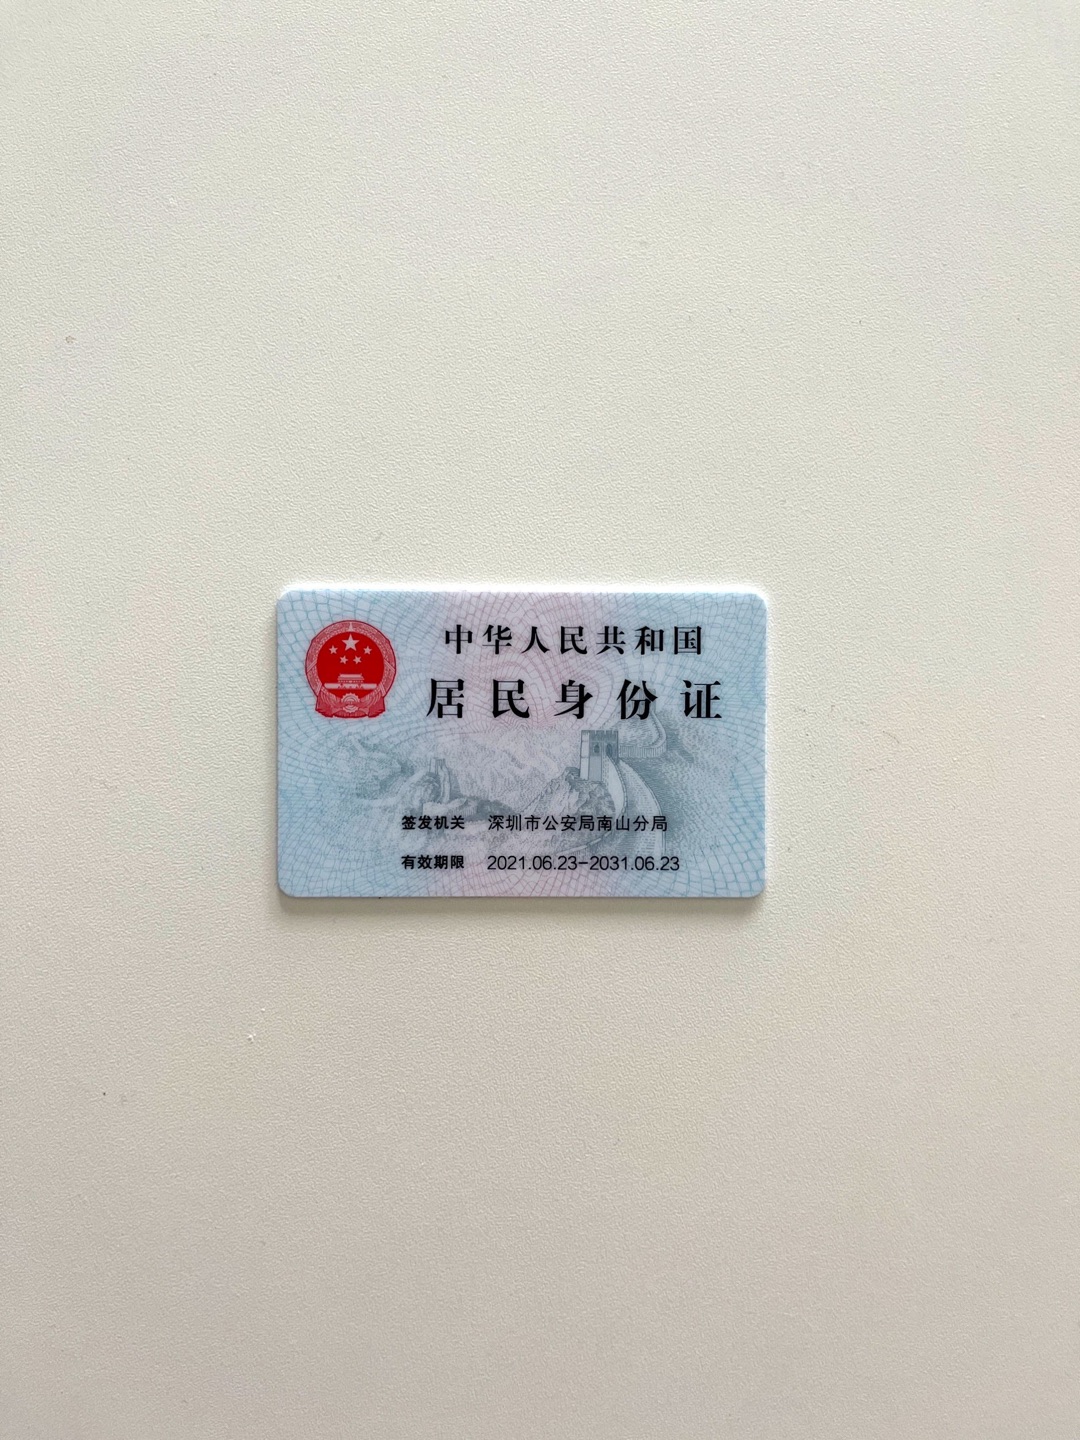 中华人民共和国
居民身份证
签发机关 深圳市公安局南山分局
有效期限 2021.06.23-2031.06.23